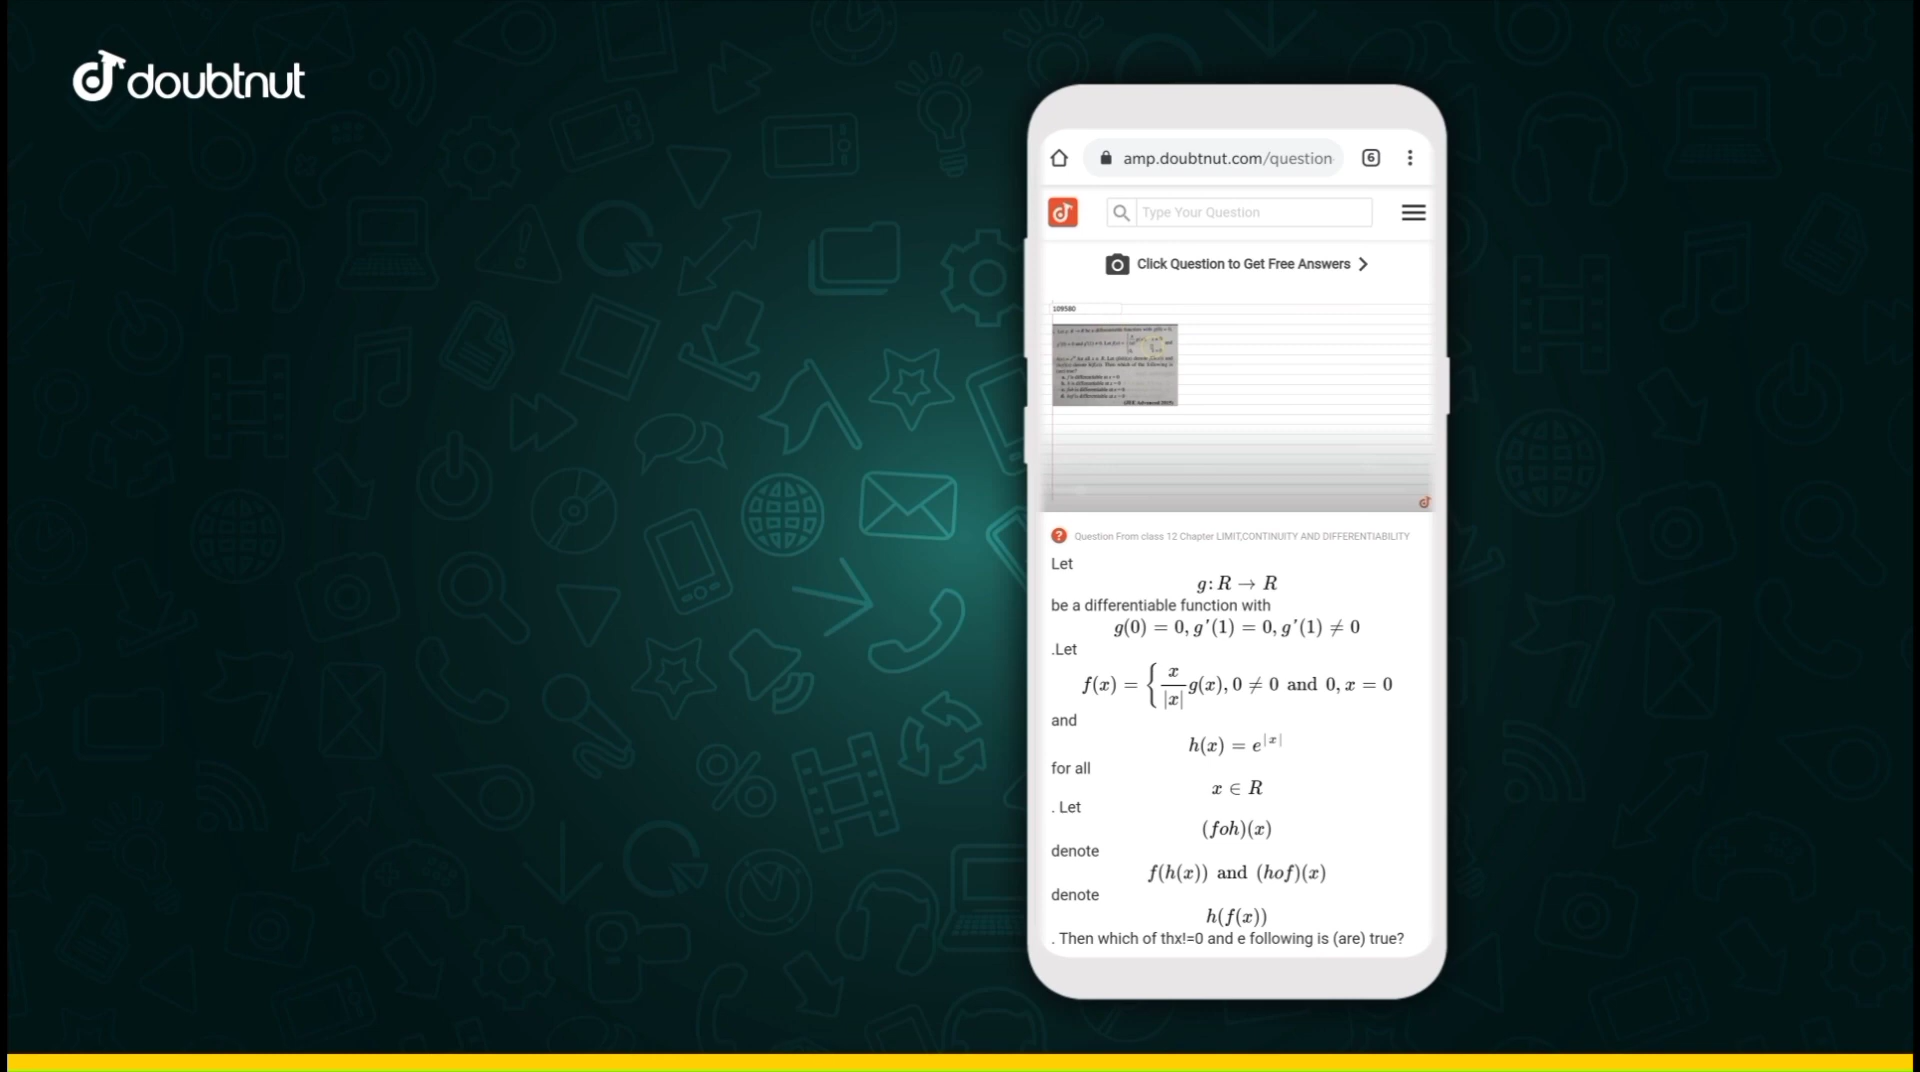 doubtnut
amp.doubtnut.com/question
6
Type Your Question
Click Question to Get Free Answers
109580
Question From class 12 Chapter LIMIT,CONTINUITY AND DIFFERENTIABILITY
Let
g: R → R
be a differentiable function with
g(0) = 0, g'(1) = 0, g'(1) ≠ 0
.Let
f(x) = { x/|x| g(x), 0 ≠ 0 and 0, x = 0
and
h(x) = e^|x|
for all
x ∈ R
. Let
(foh)(x)
denote
f(h(x)) and (hof)(x)
denote
h(f(x))
. Then which of thx!=0 and e following is (are) true?